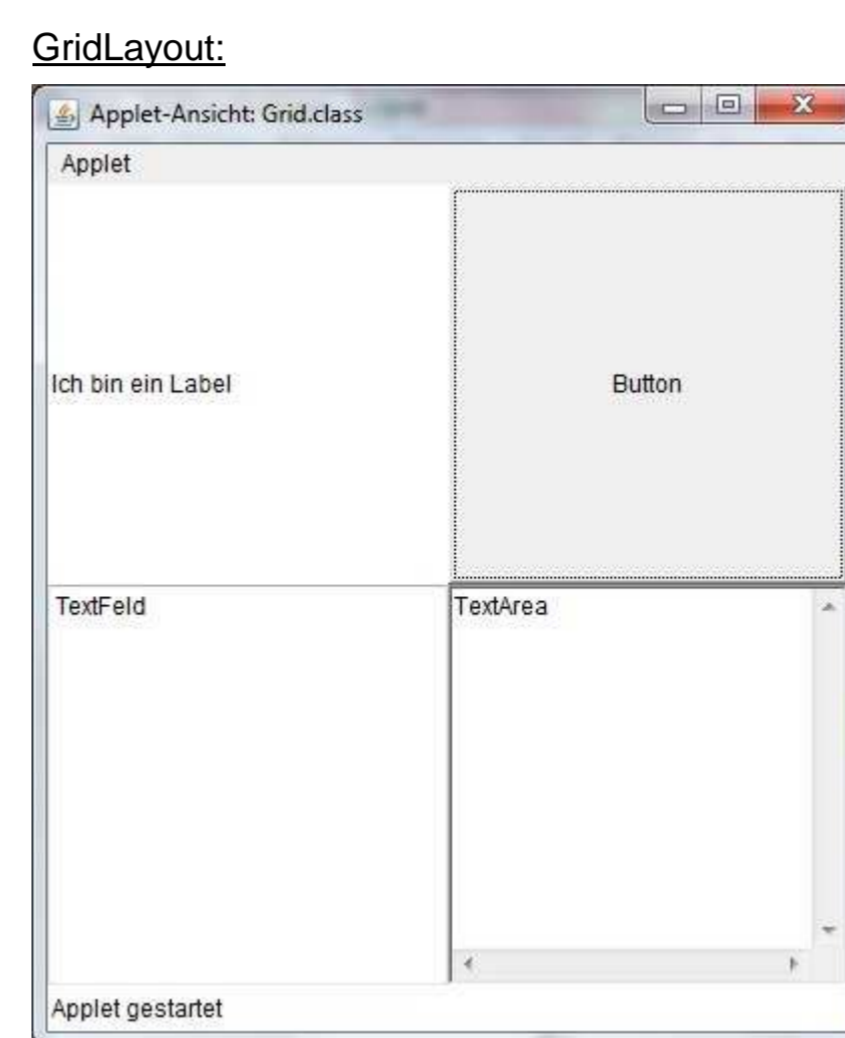 GridLayout:
Applet-Ansicht: Grid.class
Applet
Ich bin ein Label
Button
TextFeld
TextArea
Applet gestartet